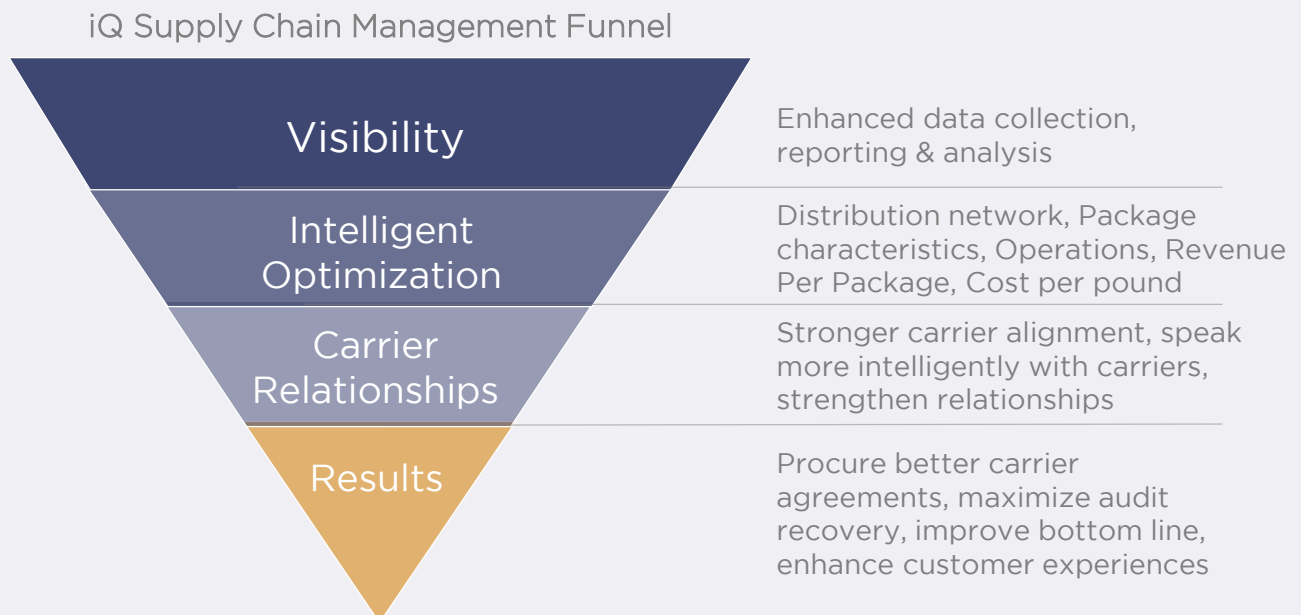 iQ Supply Chain Management Funnel
Visibility
Enhanced data collection,
reporting & analysis
Intelligent
Optimization
Distribution network, Package
characteristics, Operations, Revenue
Per Package, Cost per pound
Carrier
Relationships
Stronger carrier alignment, speak
more intelligently with carriers,
strengthen relationships
Results
Procure better carrier
agreements, maximize audit
recovery, improve bottom line,
enhance customer experiences